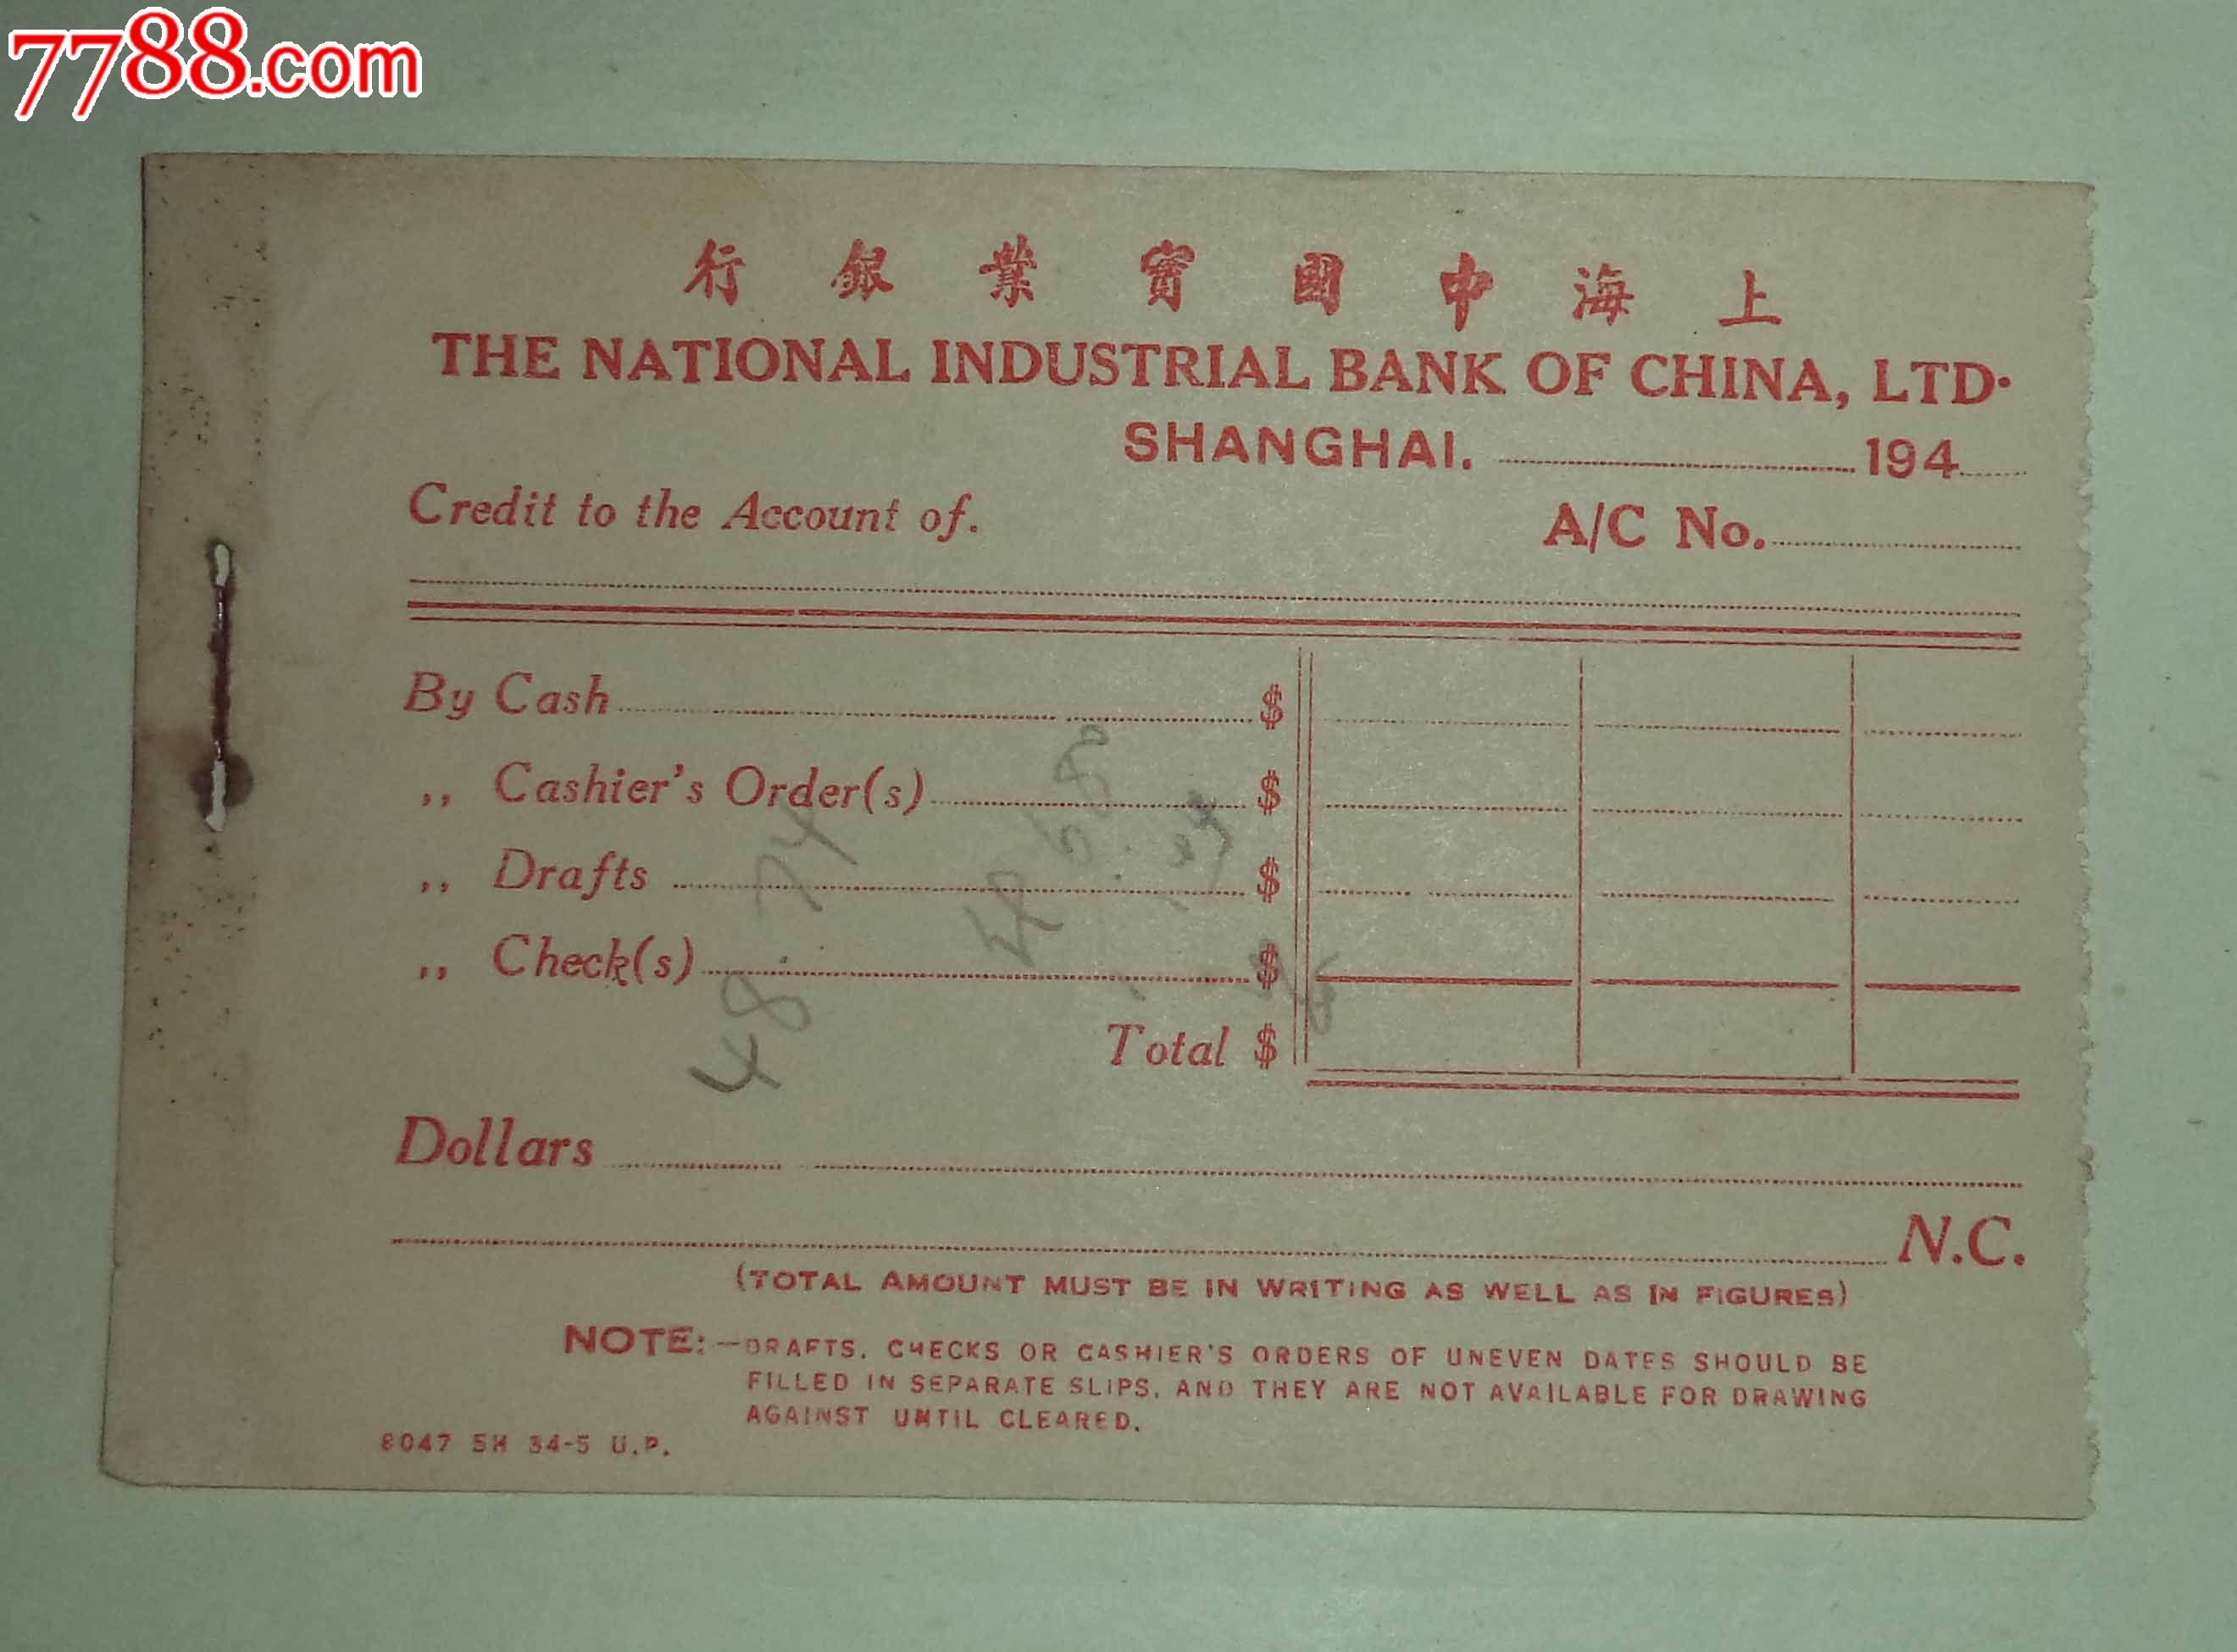 7788.com
上海中國實業銀行
THE NATIONAL INDUSTRIAL BANK OF CHINA, LTD.
SHANGHAI. 194
Credit to the Account of. A/C No.
By Cash $
,, Cashier's Order(s) $
,, Drafts $
,, Check(s) $
Total $
Dollars
N.C.
(TOTAL AMOUNT MUST BE IN WRITING AS WELL AS IN FIGURES)
NOTE:—DRAFTS, CHECKS OR CASHIER'S ORDERS OF UNEVEN DATES SHOULD BE
FILLED IN SEPARATE SLIPS, AND THEY ARE NOT AVAILABLE FOR DRAWING
AGAINST UNTIL CLEARED.
8047 5H 34-5 U.P.